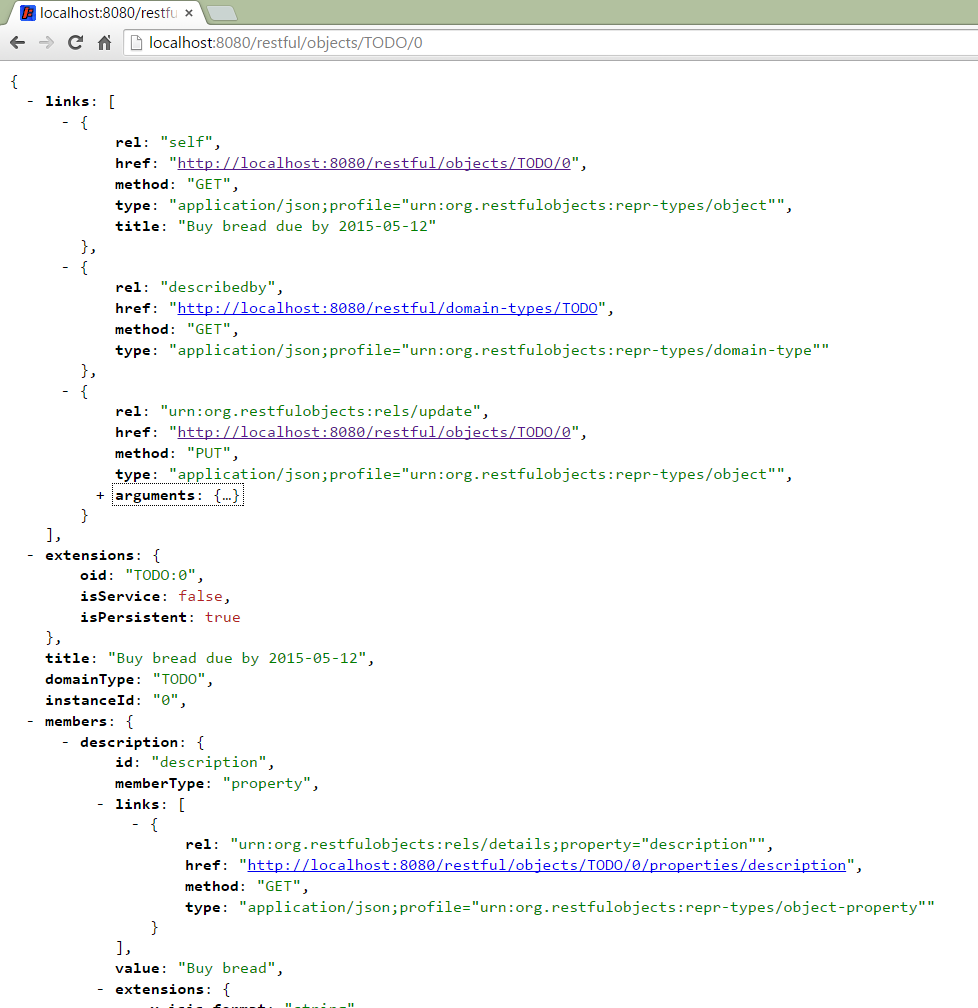 localhost:8080/restfu
localhost:8080/restful/objects/TODO/0
{
- links: [
- {
rel: "self",
href: "http://localhost:8080/restful/objects/TODO/0",
method: "GET",
type: "application/json;profile="urn:org.restfulobjects:repr-types/object"",
title: "Buy bread due by 2015-05-12"
},
- {
rel: "describedby",
href: "http://localhost:8080/restful/domain-types/TODO",
method: "GET",
type: "application/json;profile="urn:org.restfulobjects:repr-types/domain-type""
},
- {
rel: "urn:org.restfulobjects:rels/update",
href: "http://localhost:8080/restful/objects/TODO/0",
method: "PUT",
type: "application/json;profile="urn:org.restfulobjects:repr-types/object"",
+ arguments: {…}
}
],
- extensions: {
oid: "TODO:0",
isService: false,
isPersistent: true
},
title: "Buy bread due by 2015-05-12",
domainType: "TODO",
instanceId: "0",
- members: {
- description: {
id: "description",
memberType: "property",
- links: [
- {
rel: "urn:org.restfulobjects:rels/details;property="description"",
href: "http://localhost:8080/restful/objects/TODO/0/properties/description",
method: "GET",
type: "application/json;profile="urn:org.restfulobjects:repr-types/object-property""
}
],
value: "Buy bread",
- extensions: {